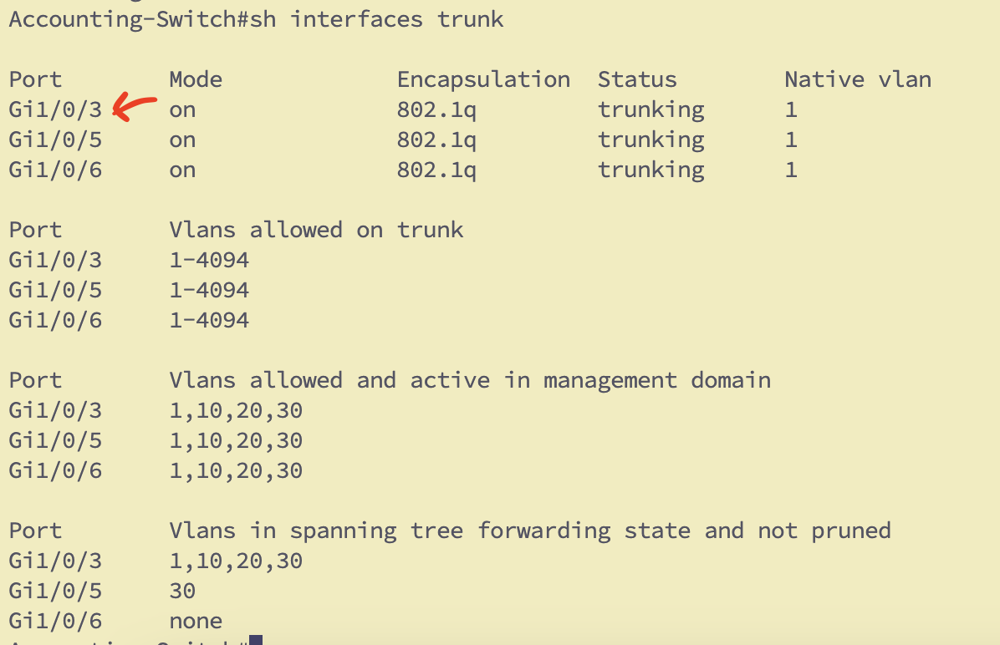 Accounting-Switch#sh interfaces trunk
Port        Mode             Encapsulation  Status        Native vlan
Gi1/0/3     on               802.1q         trunking      1
Gi1/0/5     on               802.1q         trunking      1
Gi1/0/6     on               802.1q         trunking      1
Port        Vlans allowed on trunk
Gi1/0/3     1-4094
Gi1/0/5     1-4094
Gi1/0/6     1-4094
Port        Vlans allowed and active in management domain
Gi1/0/3     1,10,20,30
Gi1/0/5     1,10,20,30
Gi1/0/6     1,10,20,30
Port        Vlans in spanning tree forwarding state and not pruned
Gi1/0/3     1,10,20,30
Gi1/0/5     30
Gi1/0/6     none
Accounting-Switch#